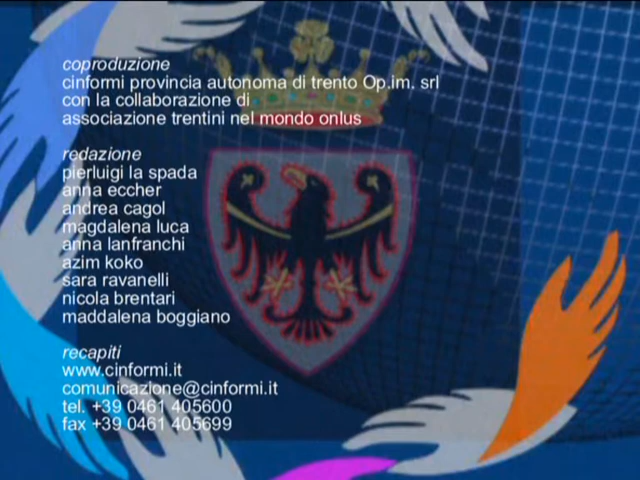 coproduzione
cinformi provincia autonoma di trento Op.im. srl
con la collaborazione di
associazione trentini nel mondo onlus
redazione
pierluigi la spada
anna eccher
andrea cagol
magdalena luca
anna lanfranchi
azim koko
sara ravanelli
nicola brentari
maddalena boggiano
recapiti
www.cinformi.it
comunicazione@cinformi.it
tel. +39 0461 405600
fax +39 0461 405699